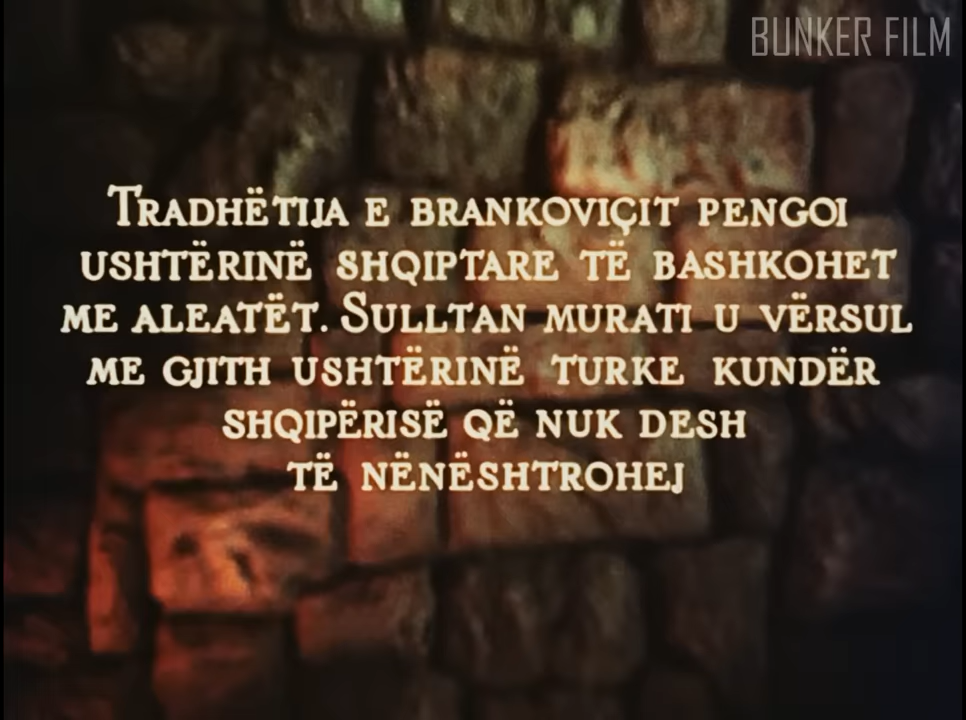 BUNKER FILM
TRADHËTIJA E BRANKOVIÇIT PENGOI
USHTËRINË SHQIPTARE TË BASHKOHET
ME ALEATËT. SULLTAN MURATI U VËRSUL
ME GJITH USHTËRINË TURKE KUNDËR
SHQIPËRISË QË NUK DESH
TË NËNËSHTROHEJ